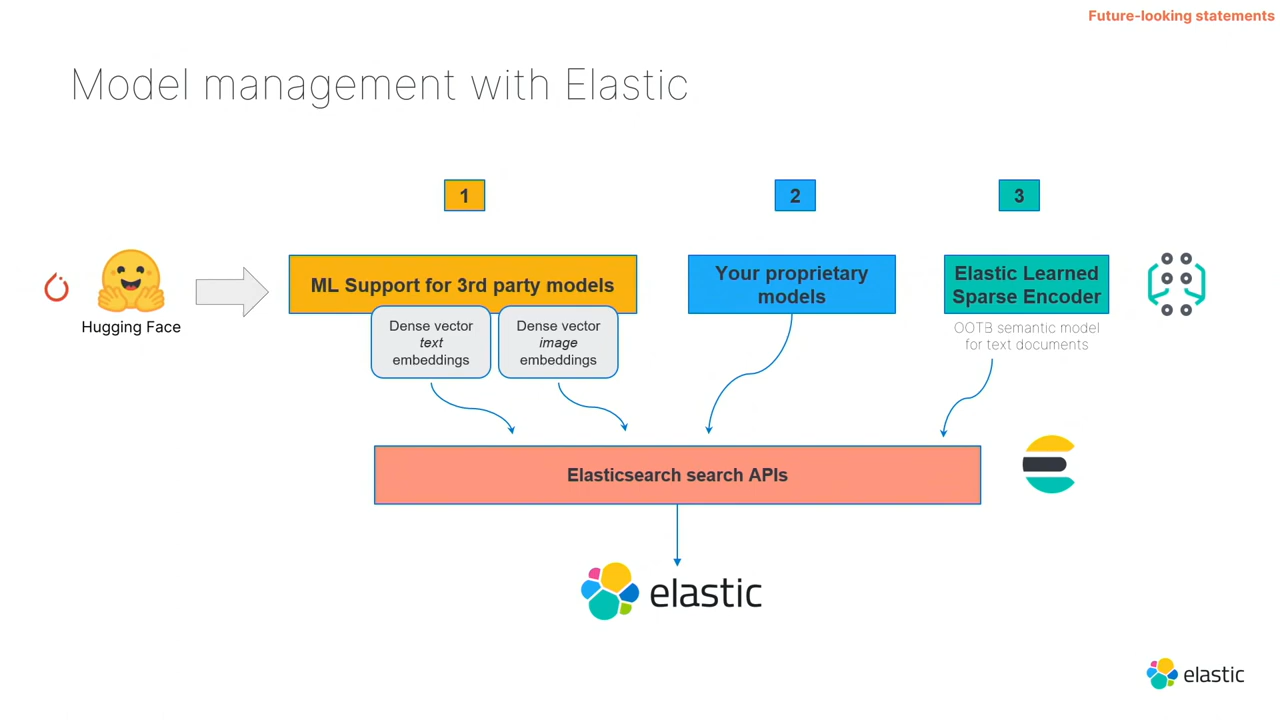 Future-looking statements
Model management with Elastic
1
2
3
Hugging Face
ML Support for 3rd party models
Dense vector
text
embeddings
Dense vector
image
embeddings
Your proprietary
models
Elastic Learned
Sparse Encoder
OOTB semantic model
for text documents
Elasticsearch search APIs
elastic
elastic